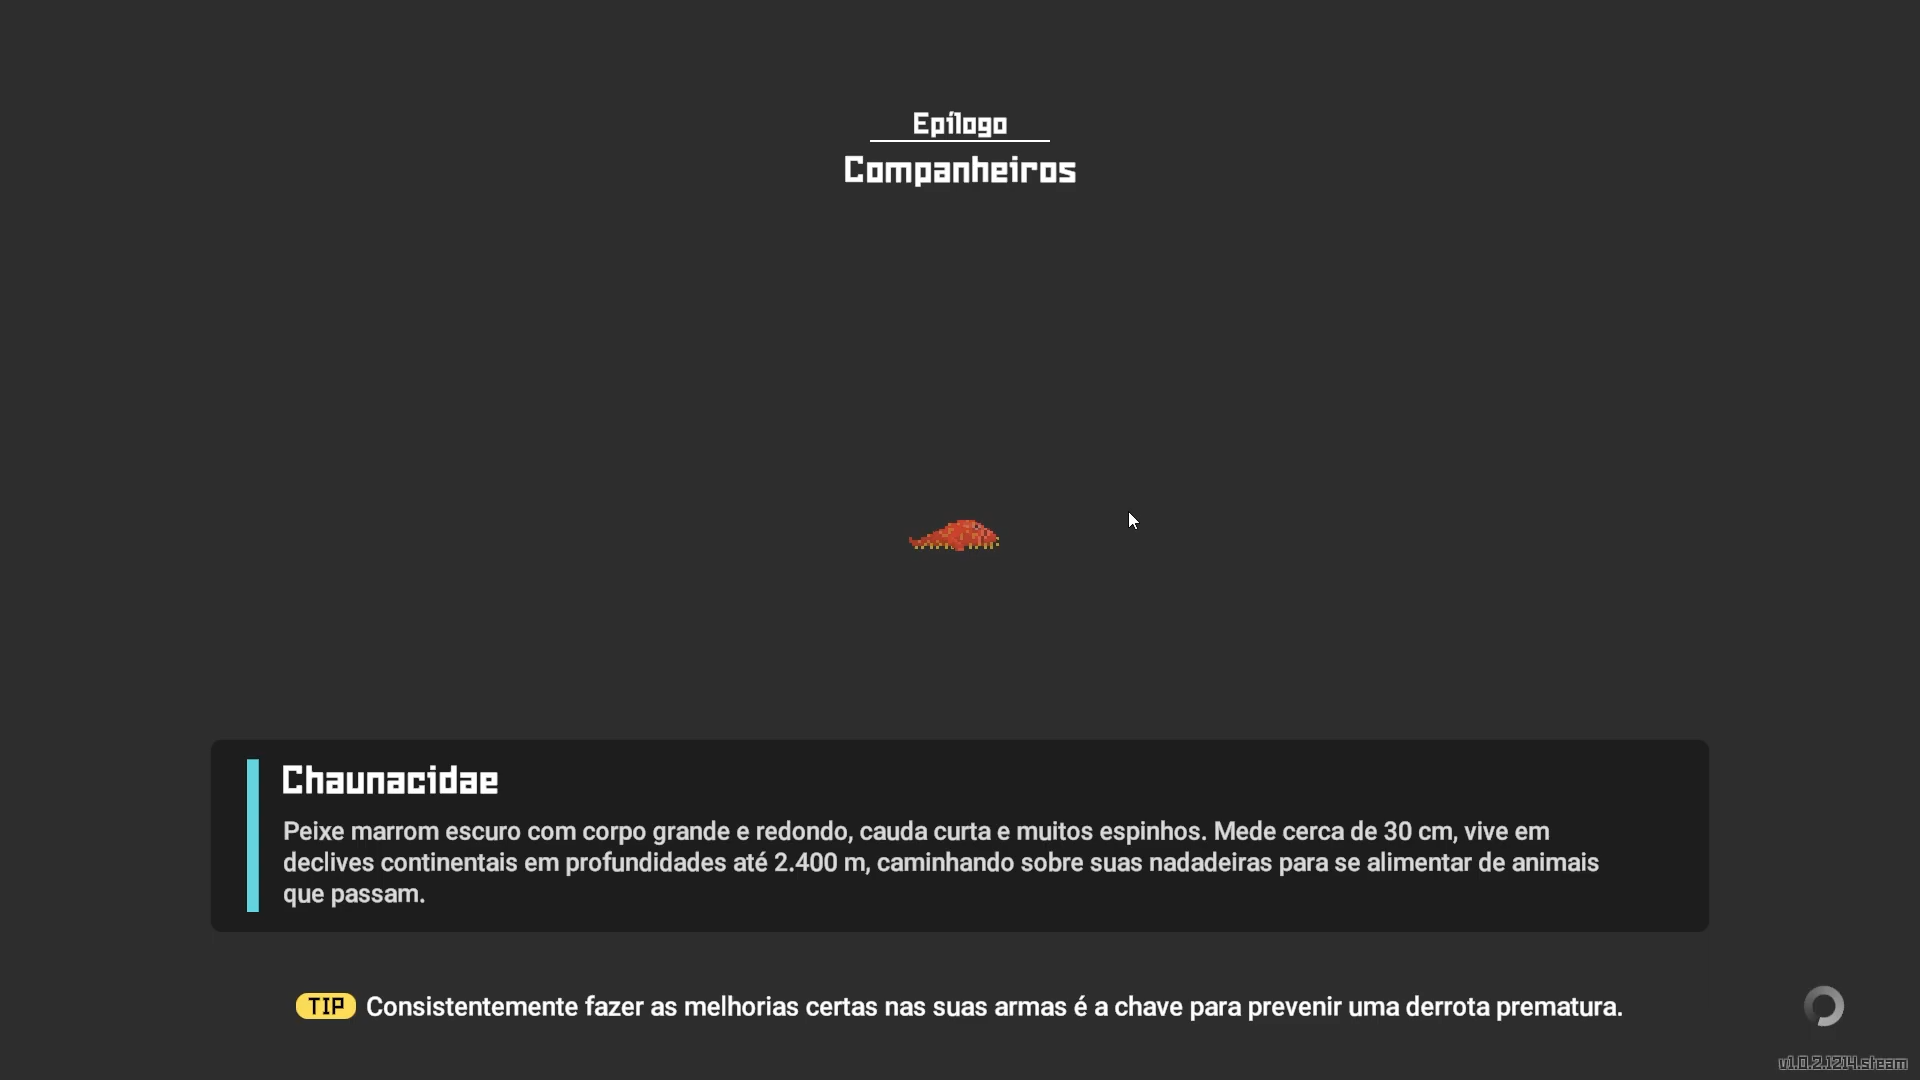 Epílogo
Companheiros
Chaunacidae
Peixe marrom escuro com corpo grande e redondo, cauda curta e muitos espinhos. Mede cerca de 30 cm, vive em
declives continentais em profundidades até 2.400 m, caminhando sobre suas nadadeiras para se alimentar de animais
que passam.
TIP Consistentemente fazer as melhorias certas nas suas armas é a chave para prevenir uma derrota prematura.
v1.0.2.1214.steam